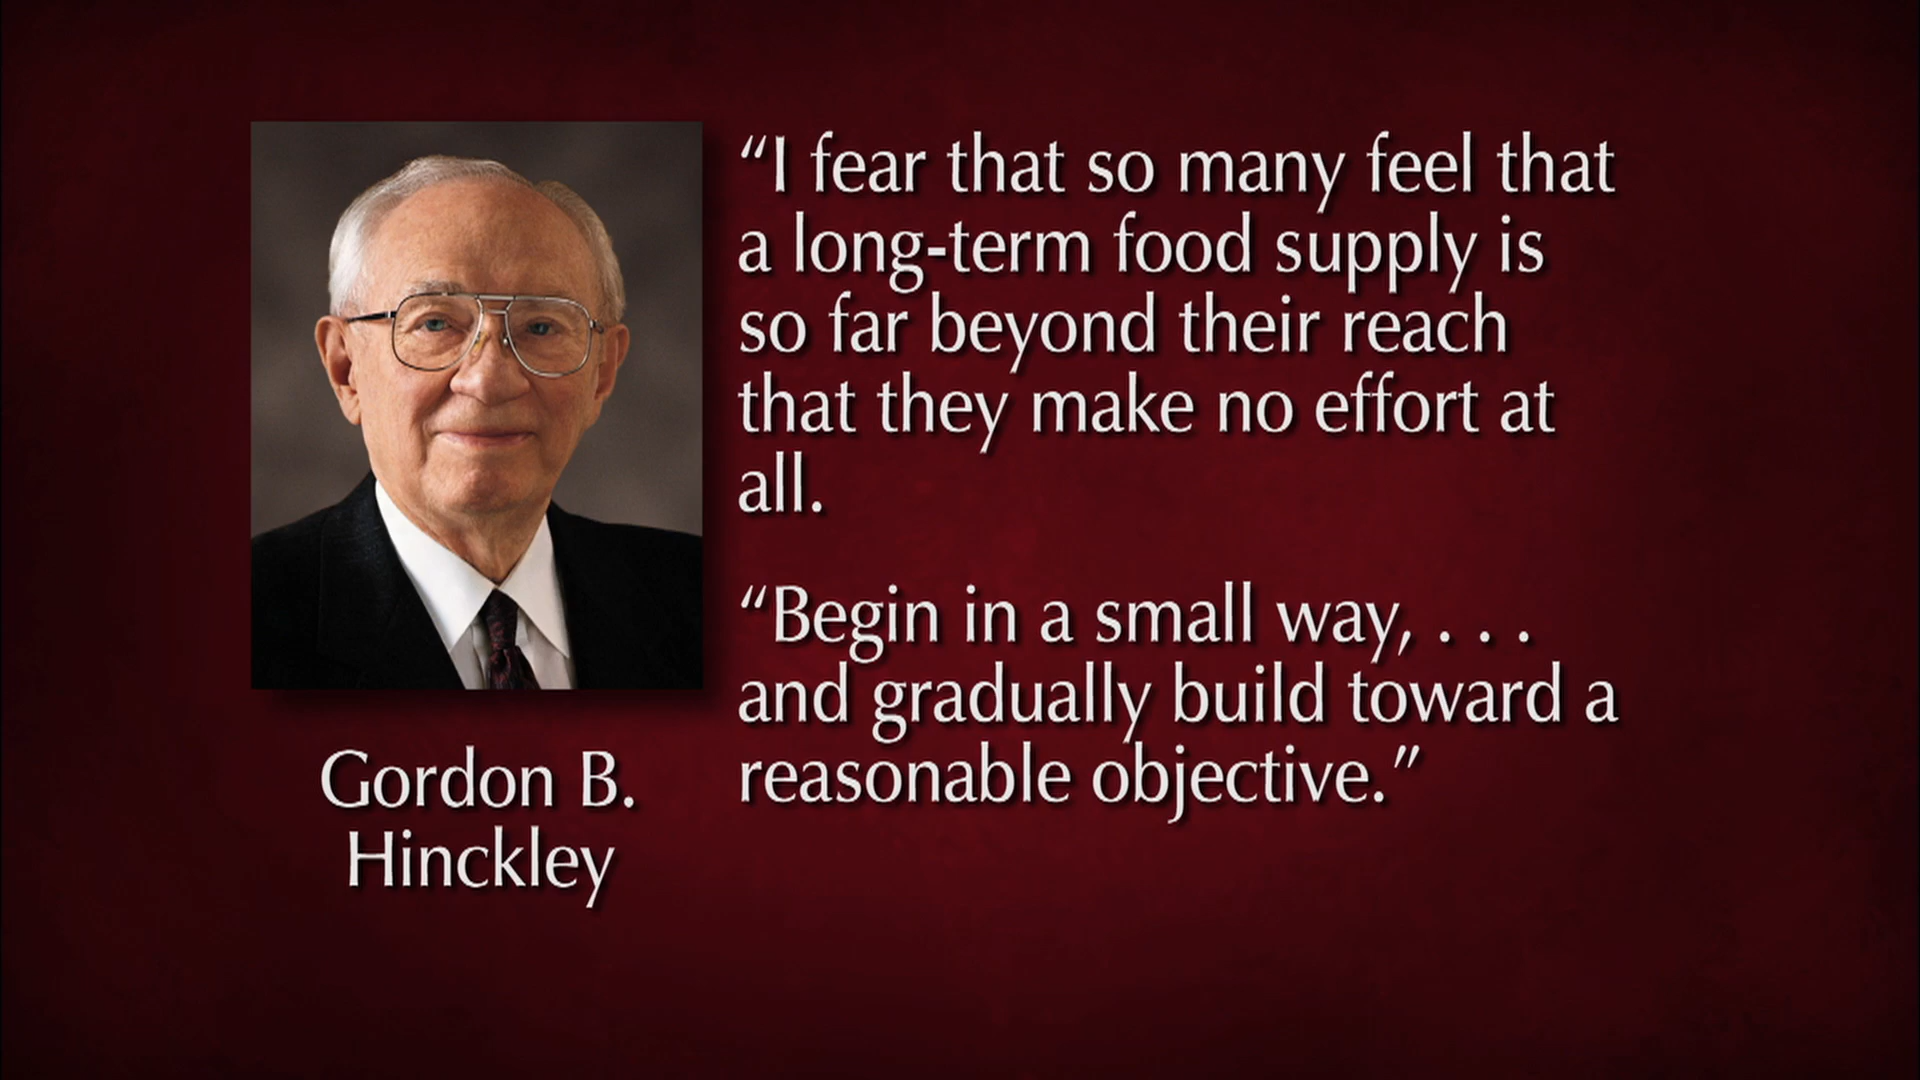 “I fear that so many feel that
a long-term food supply is
so far beyond their reach
that they make no effort at
all.
“Begin in a small way, . . .
and gradually build toward a
reasonable objective.”
Gordon B.
Hinckley